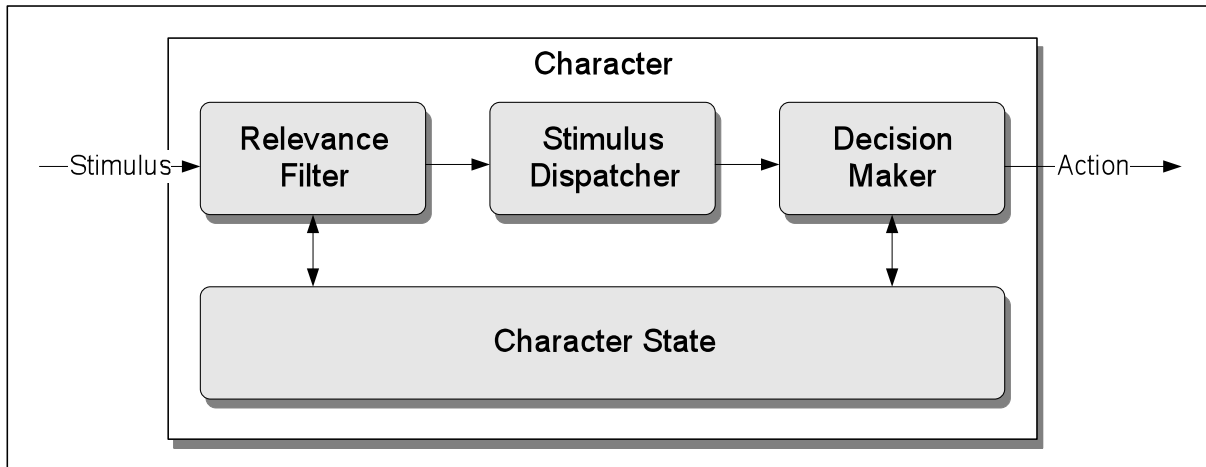 Character
Relevance
Filter
Stimulus
Dispatcher
Decision
Maker
Stimulus
Action
Character State